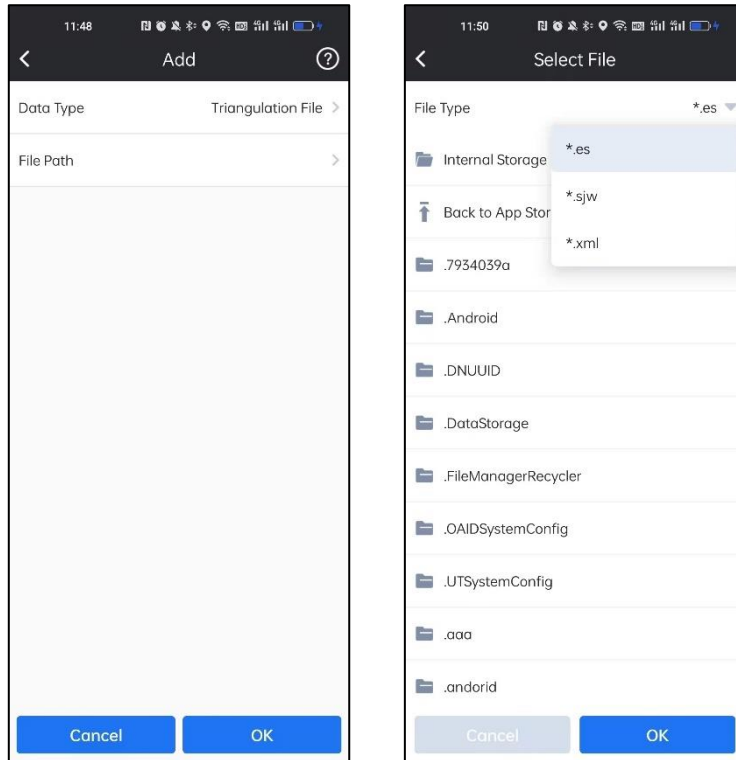 11:48
Add
Data Type
Triangulation File
File Path
Cancel
OK
11:50
Select File
File Type
*.es
*.es
*.sjw
*.xml
Internal Storage
Back to App Stor
.7934039a
.Android
.DNUUID
.DataStorage
.FileManagerRecycler
.OAIDSystemConfig
.UTSystemConfig
.aaa
.andorid
Cancel
OK